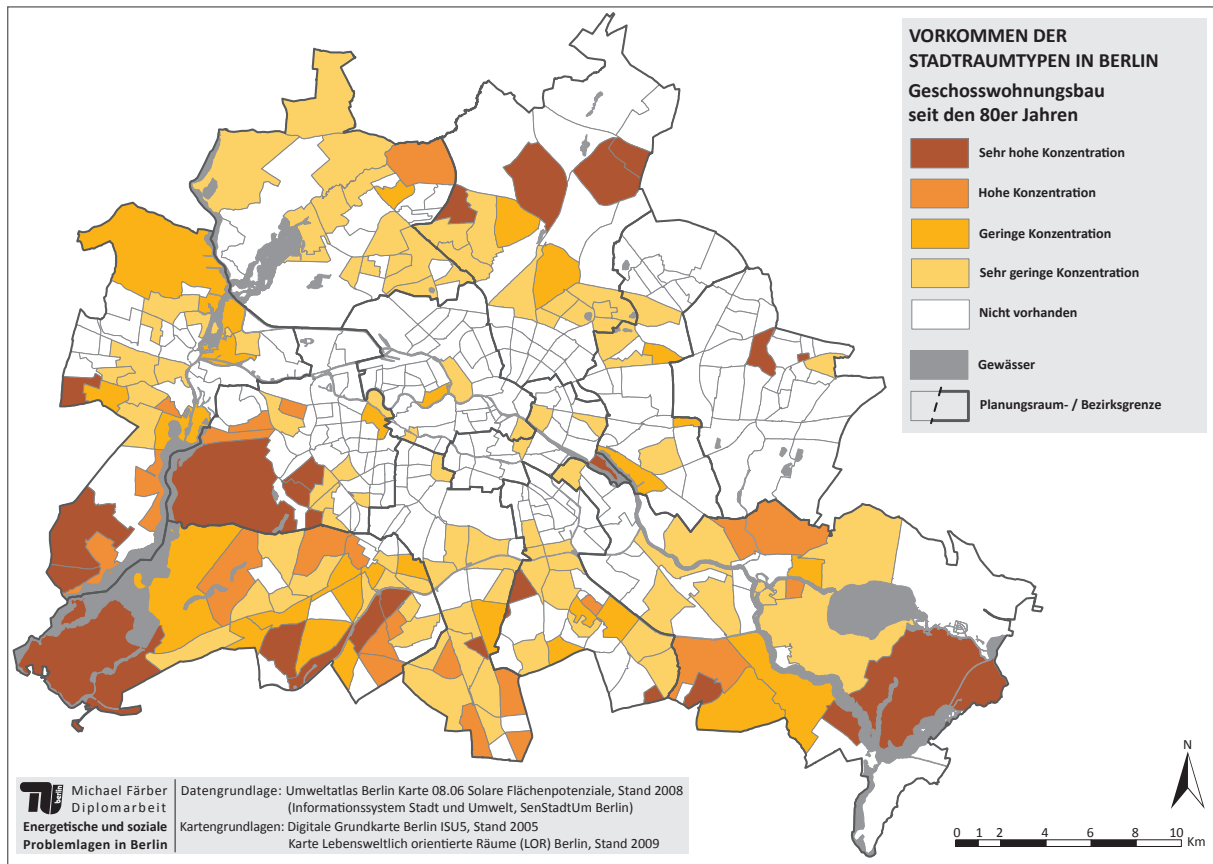 VORKOMMEN DER
STADTRAUMTYPEN IN BERLIN
Geschosswohnungsbau
seit den 80er Jahren
Sehr hohe Konzentration
Hohe Konzentration
Geringe Konzentration
Sehr geringe Konzentration
Nicht vorhanden
Gewässer
Planungsraum- / Bezirksgrenze
N
0 1 2 4 6 8 10
Km
berlin
Michael Färber
Diplomarbeit
Energetische und soziale
Problemlagen in Berlin
Datengrundlage: Umweltatlas Berlin Karte 08.06 Solare Flächenpotenziale, Stand 2008
(Informationssystem Stadt und Umwelt, SenStadtUm Berlin)
Kartengrundlagen: Digitale Grundkarte Berlin ISU5, Stand 2005
Karte Lebensweltlich orientierte Räume (LOR) Berlin, Stand 2009